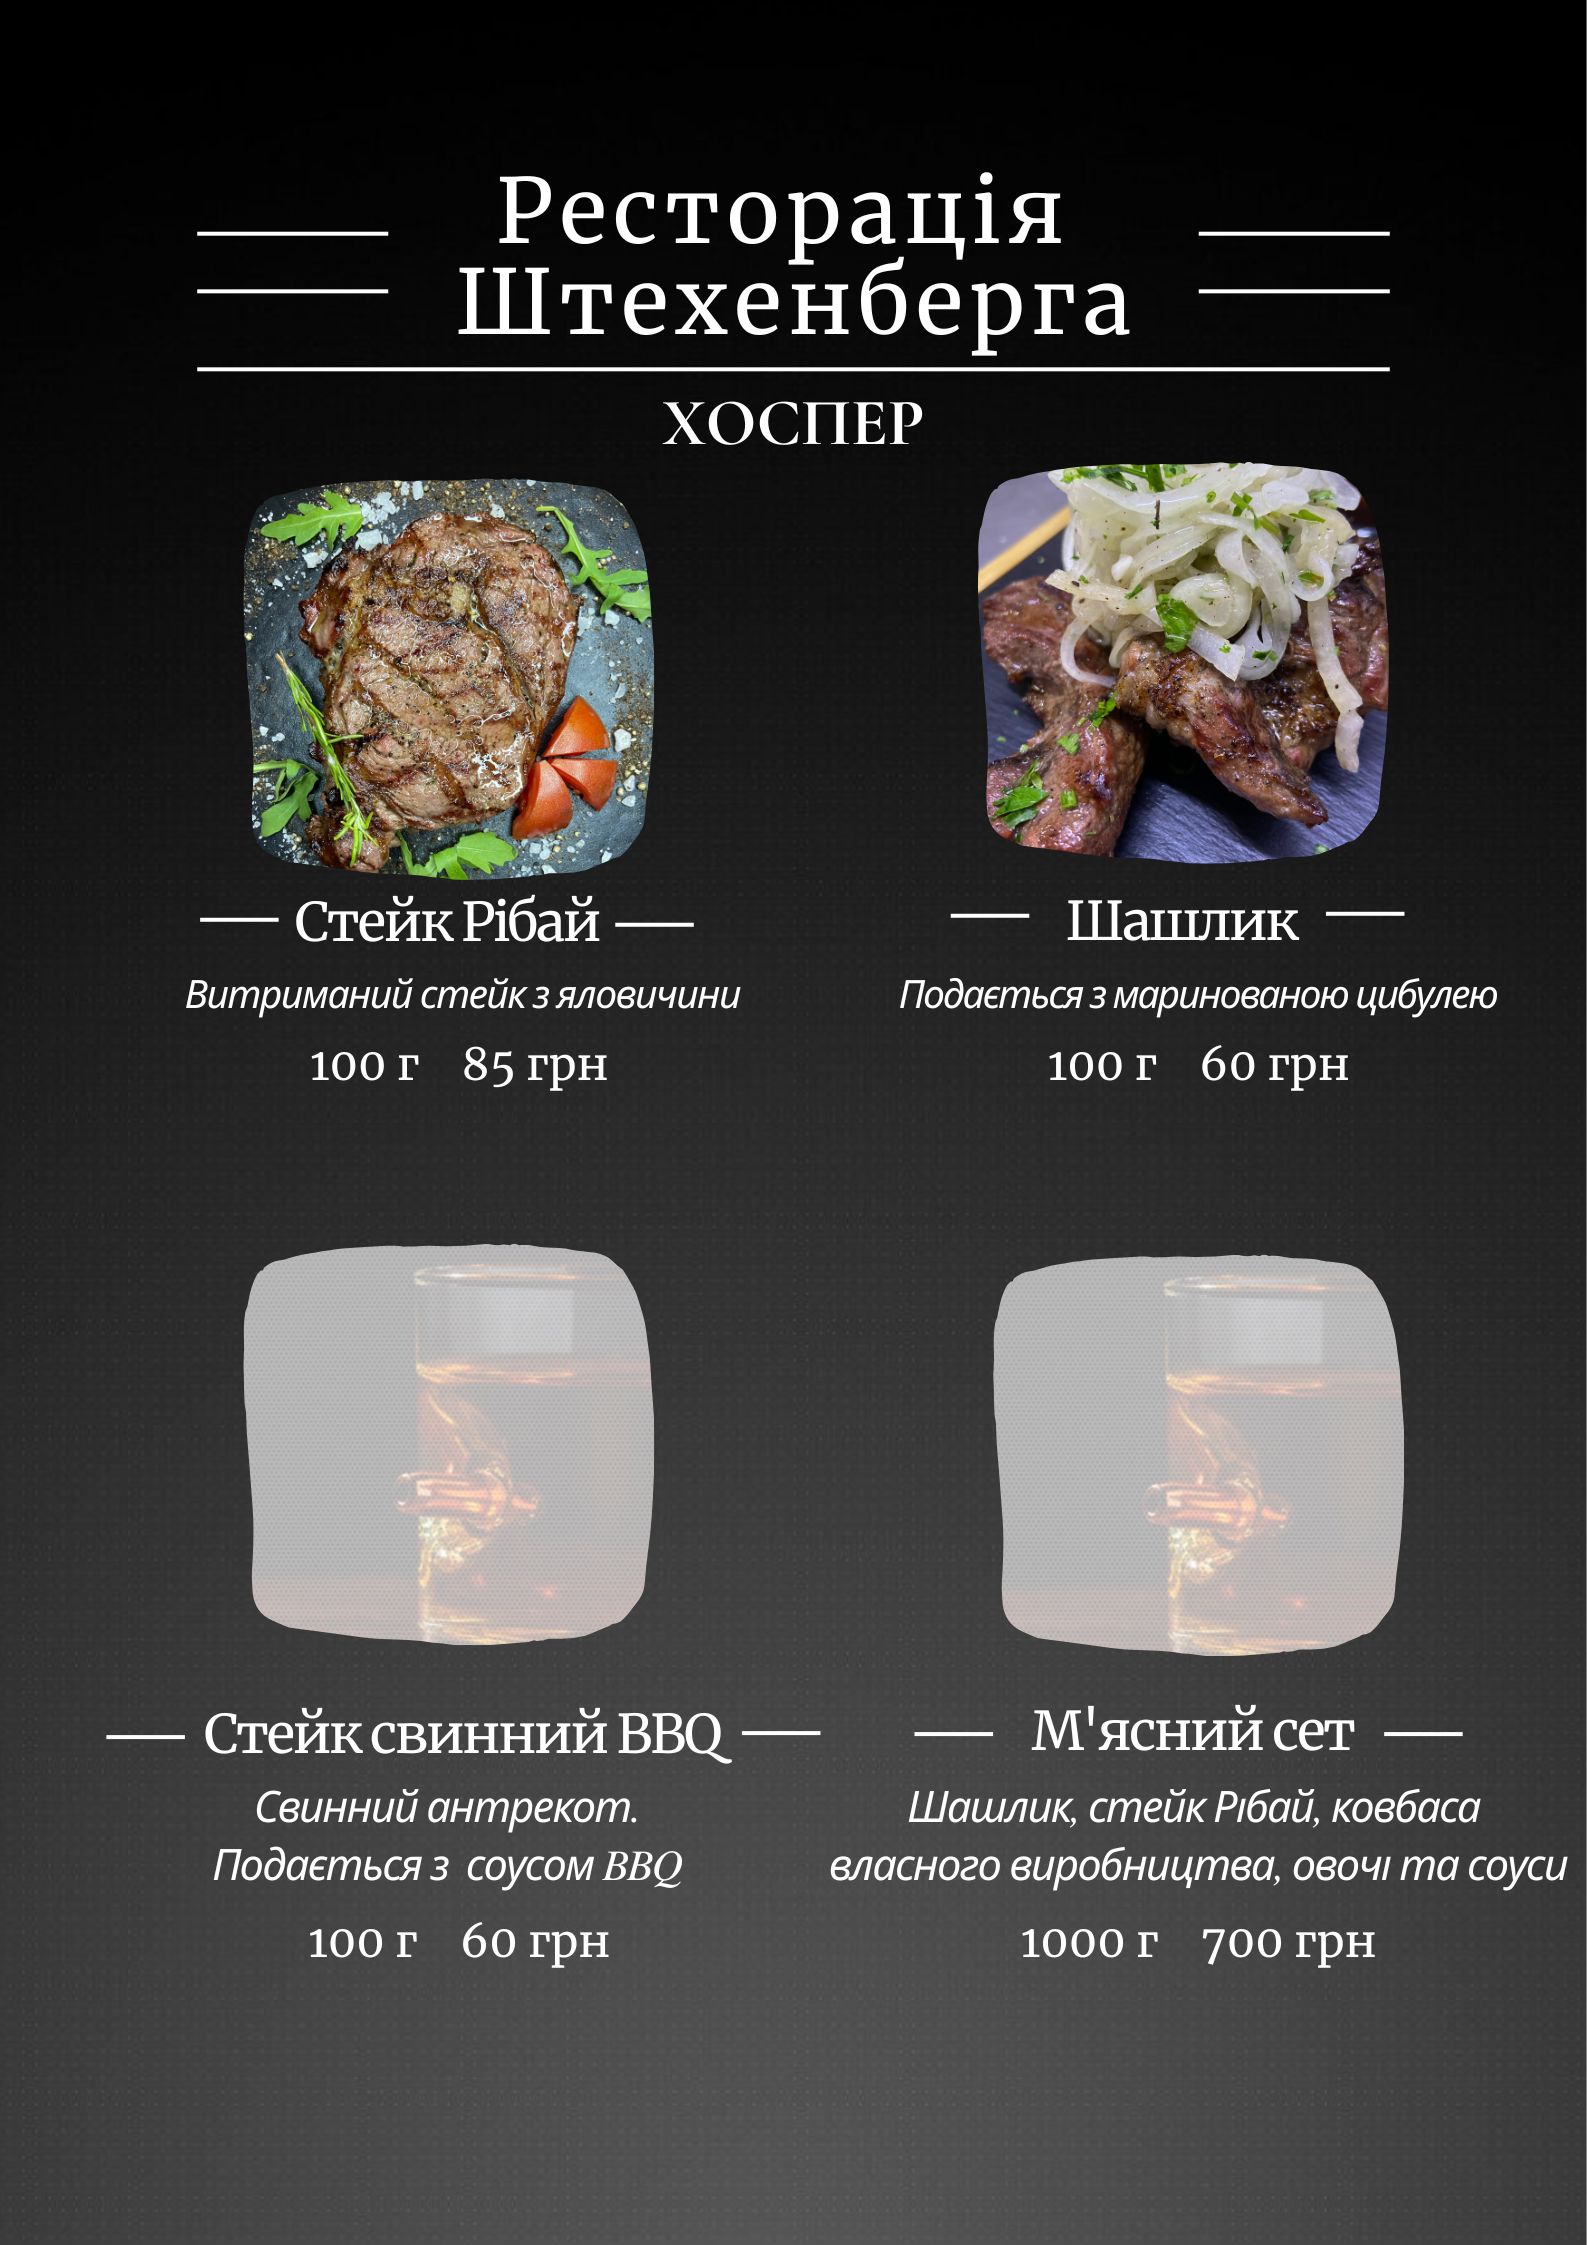 Ресторація
Штехенберга
ХОСПЕР
Стейк Рібай
Витриманий стейк з яловичини
100 г 85 грн
Шашлик
Подається з маринованою цибулею
100 г 60 грн
Стейк свинний BBQ
Свинний антрекот.
Подається з соусом BBQ
100 г 60 грн
М'ясний сет
Шашлик, стейк Рібай, ковбаса
власного виробництва, овочі та соуси
1000 г 700 грн